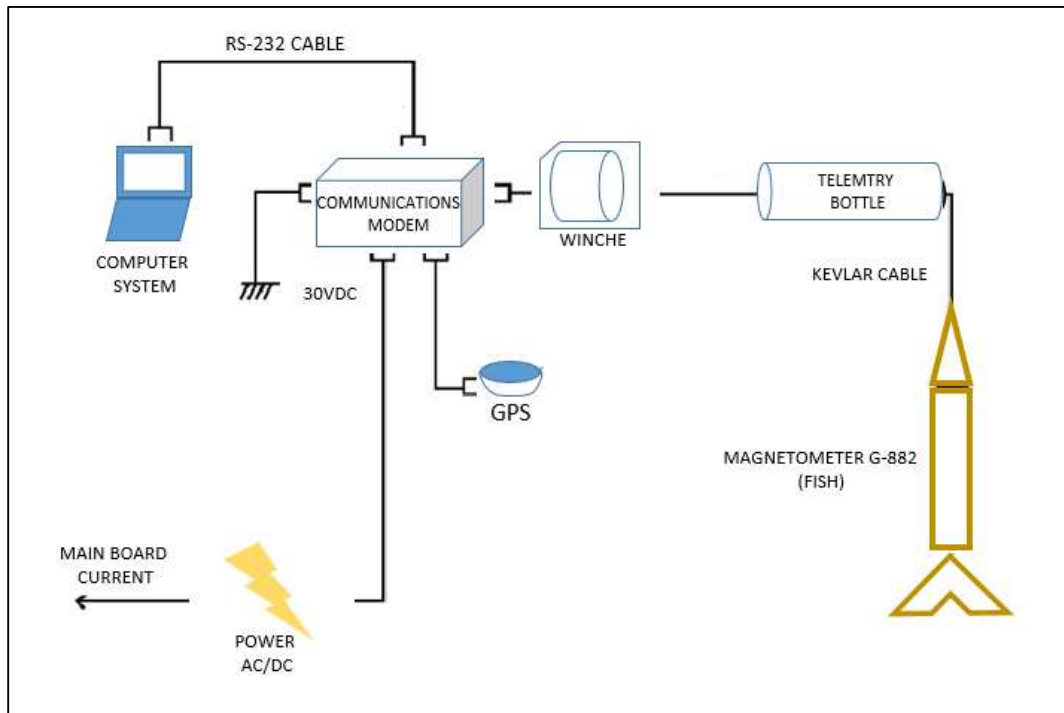 RS-232 CABLE
COMPUTER
SYSTEM
COMMUNICATIONS
MODEM
30VDC
WINCHE
TELEMTRY
BOTTLE
KEVLAR CABLE
GPS
MAGNETOMETER G-882
(FISH)
MAIN BOARD
CURRENT
POWER
AC/DC